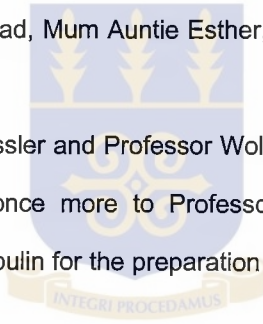 ad, Mum Auntie Esther
ssler and Professor Wol
once more to Professo
oulin for the preparation
INTEGRI PROCEDAMUS